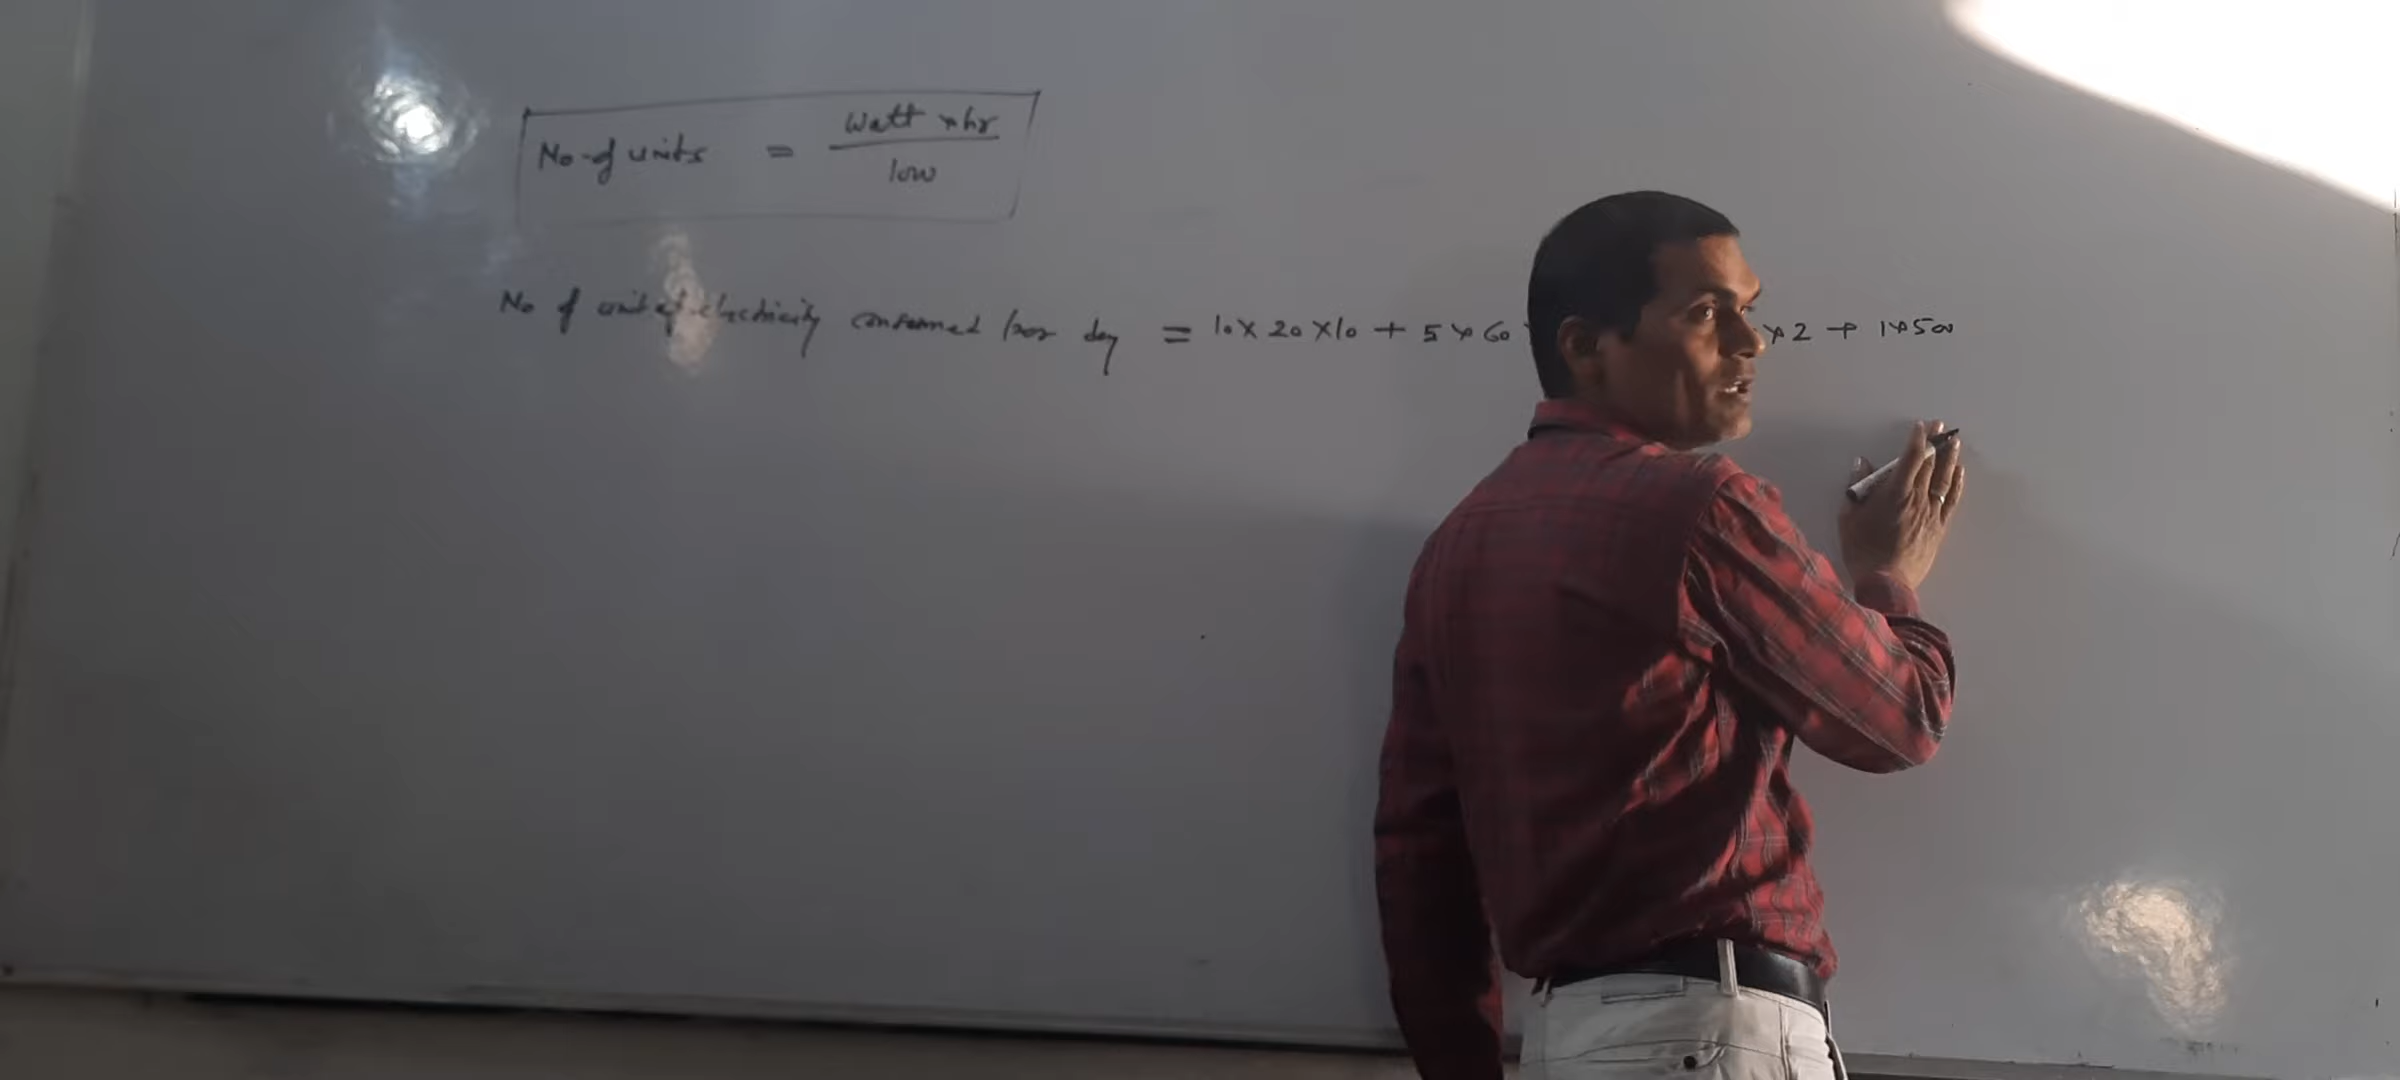 No of units = Watt × hr
1000
No of unit of electricity consumed per day = 10 × 20 × 10 + 5 × 60 × 2 + 1 × 500